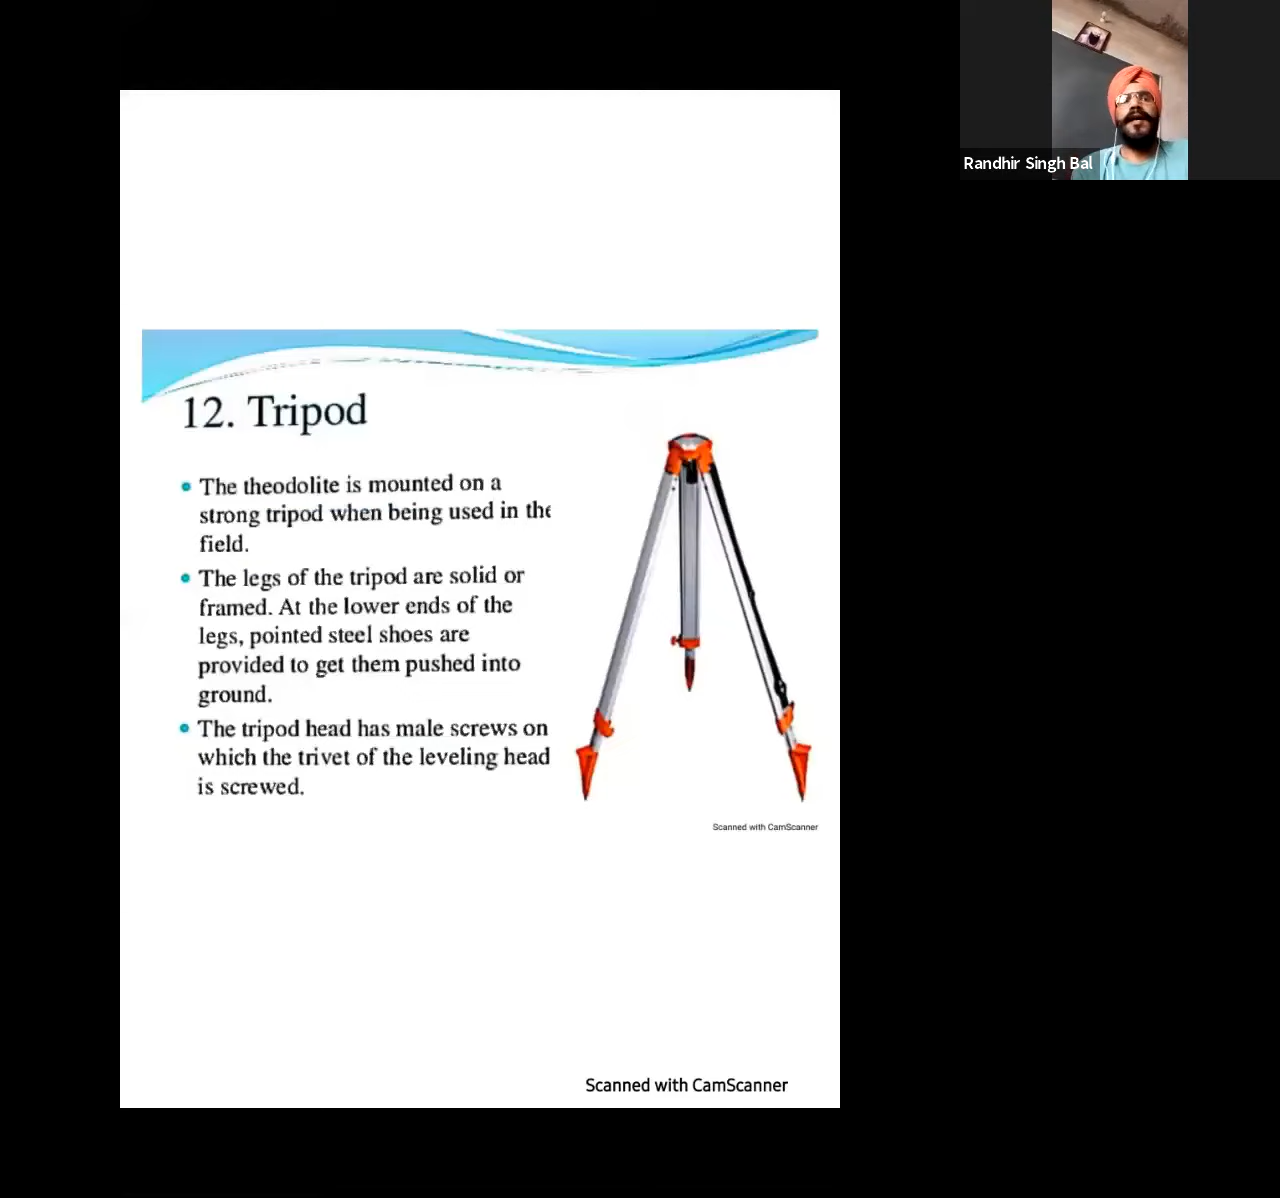 Randhir Singh Bal
12. Tripod
The theodolite is mounted on a
strong tripod when being used in the
field.
The legs of the tripod are solid or
framed. At the lower ends of the
legs, pointed steel shoes are
provided to get them pushed into
ground.
The tripod head has male screws on
which the trivet of the leveling head
is screwed.
Scanned with CamScanner
Scanned with CamScanner